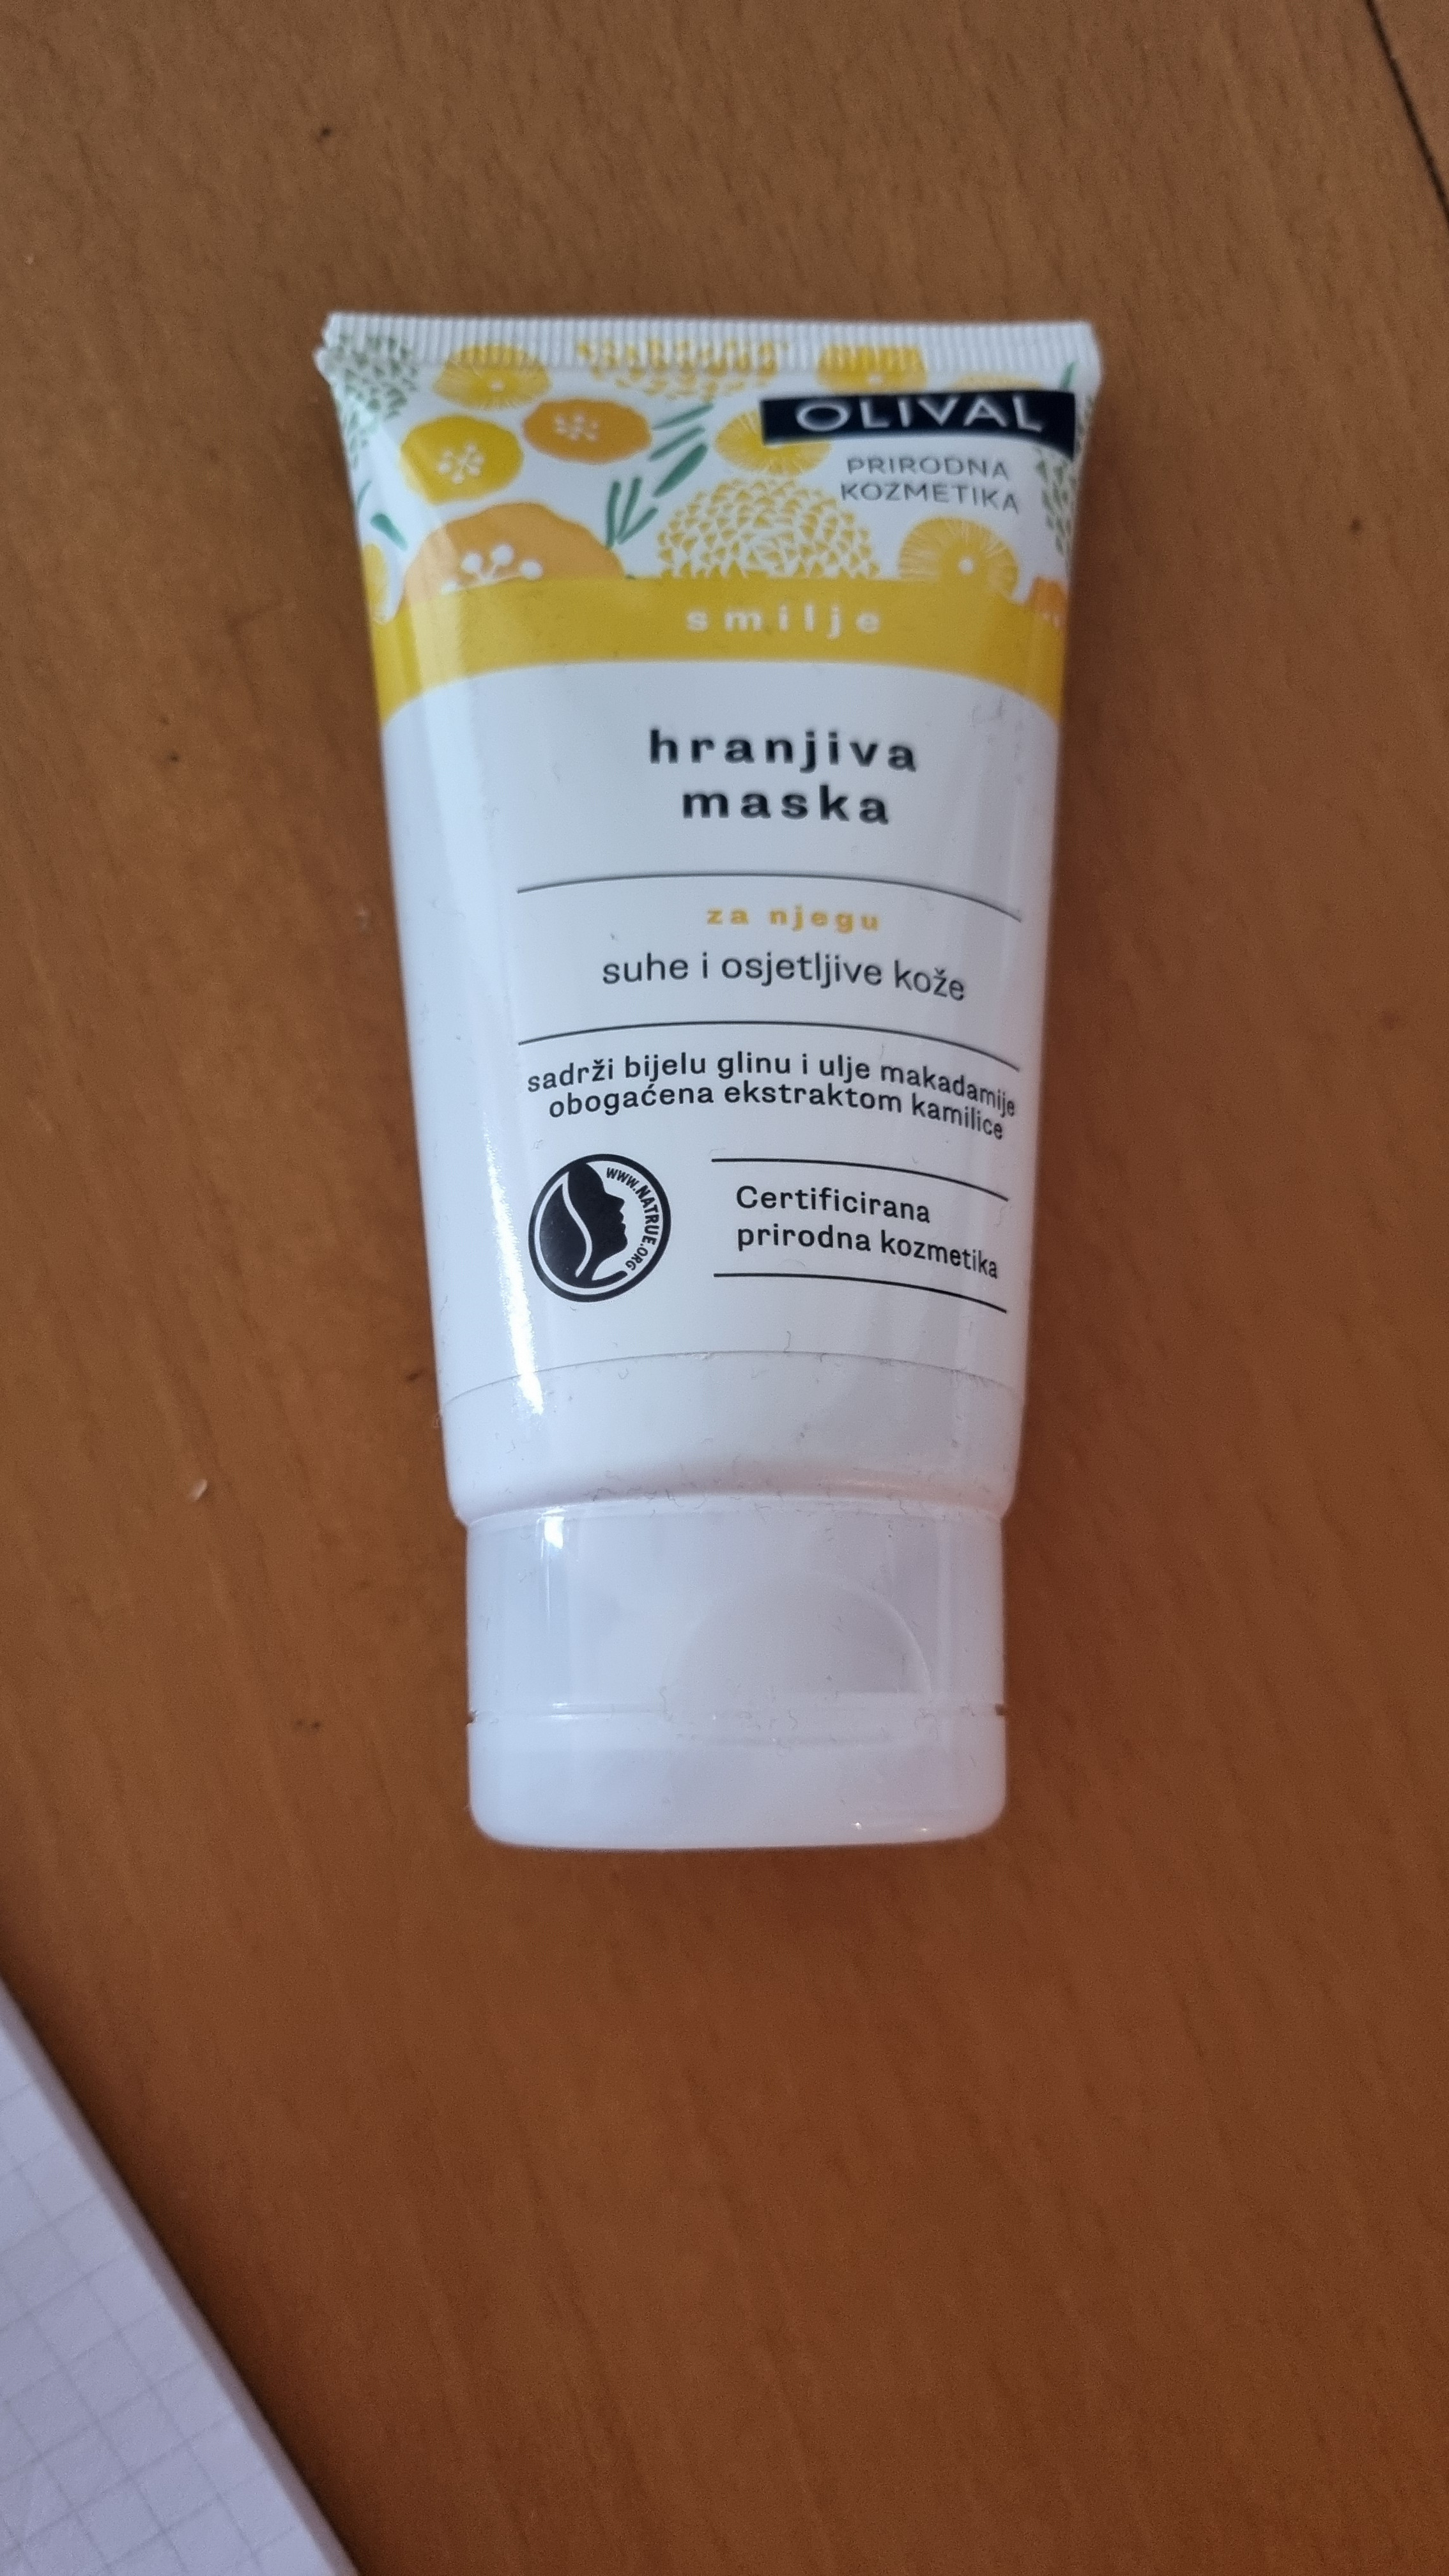 OLIVAL
PRIRODNA
KOZMETIKA
smilje
hranjiva
maska
za njegu
suhe i osjetljive kože
sadrži bijelu glinu i ulje makadamije
obogaćena ekstraktom kamilice
WWW.NATRUE.ORG
Certificirana
prirodna kozmetika